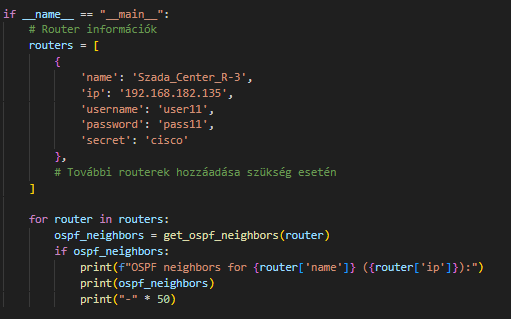 if __name__ == "__main__":
    # Router információk
    routers = [
        {
            'name': 'Szada_Center_R-3',
            'ip': '192.168.182.135',
            'username': 'user11',
            'password': 'pass11',
            'secret': 'cisco'
        },
        # További routerek hozzáadása szükség esetén
    ]

    for router in routers:
        ospf_neighbors = get_ospf_neighbors(router)
        if ospf_neighbors:
            print(f"OSPF neighbors for {router['name']} ({router['ip']}):")
            print(ospf_neighbors)
            print("-" * 50)